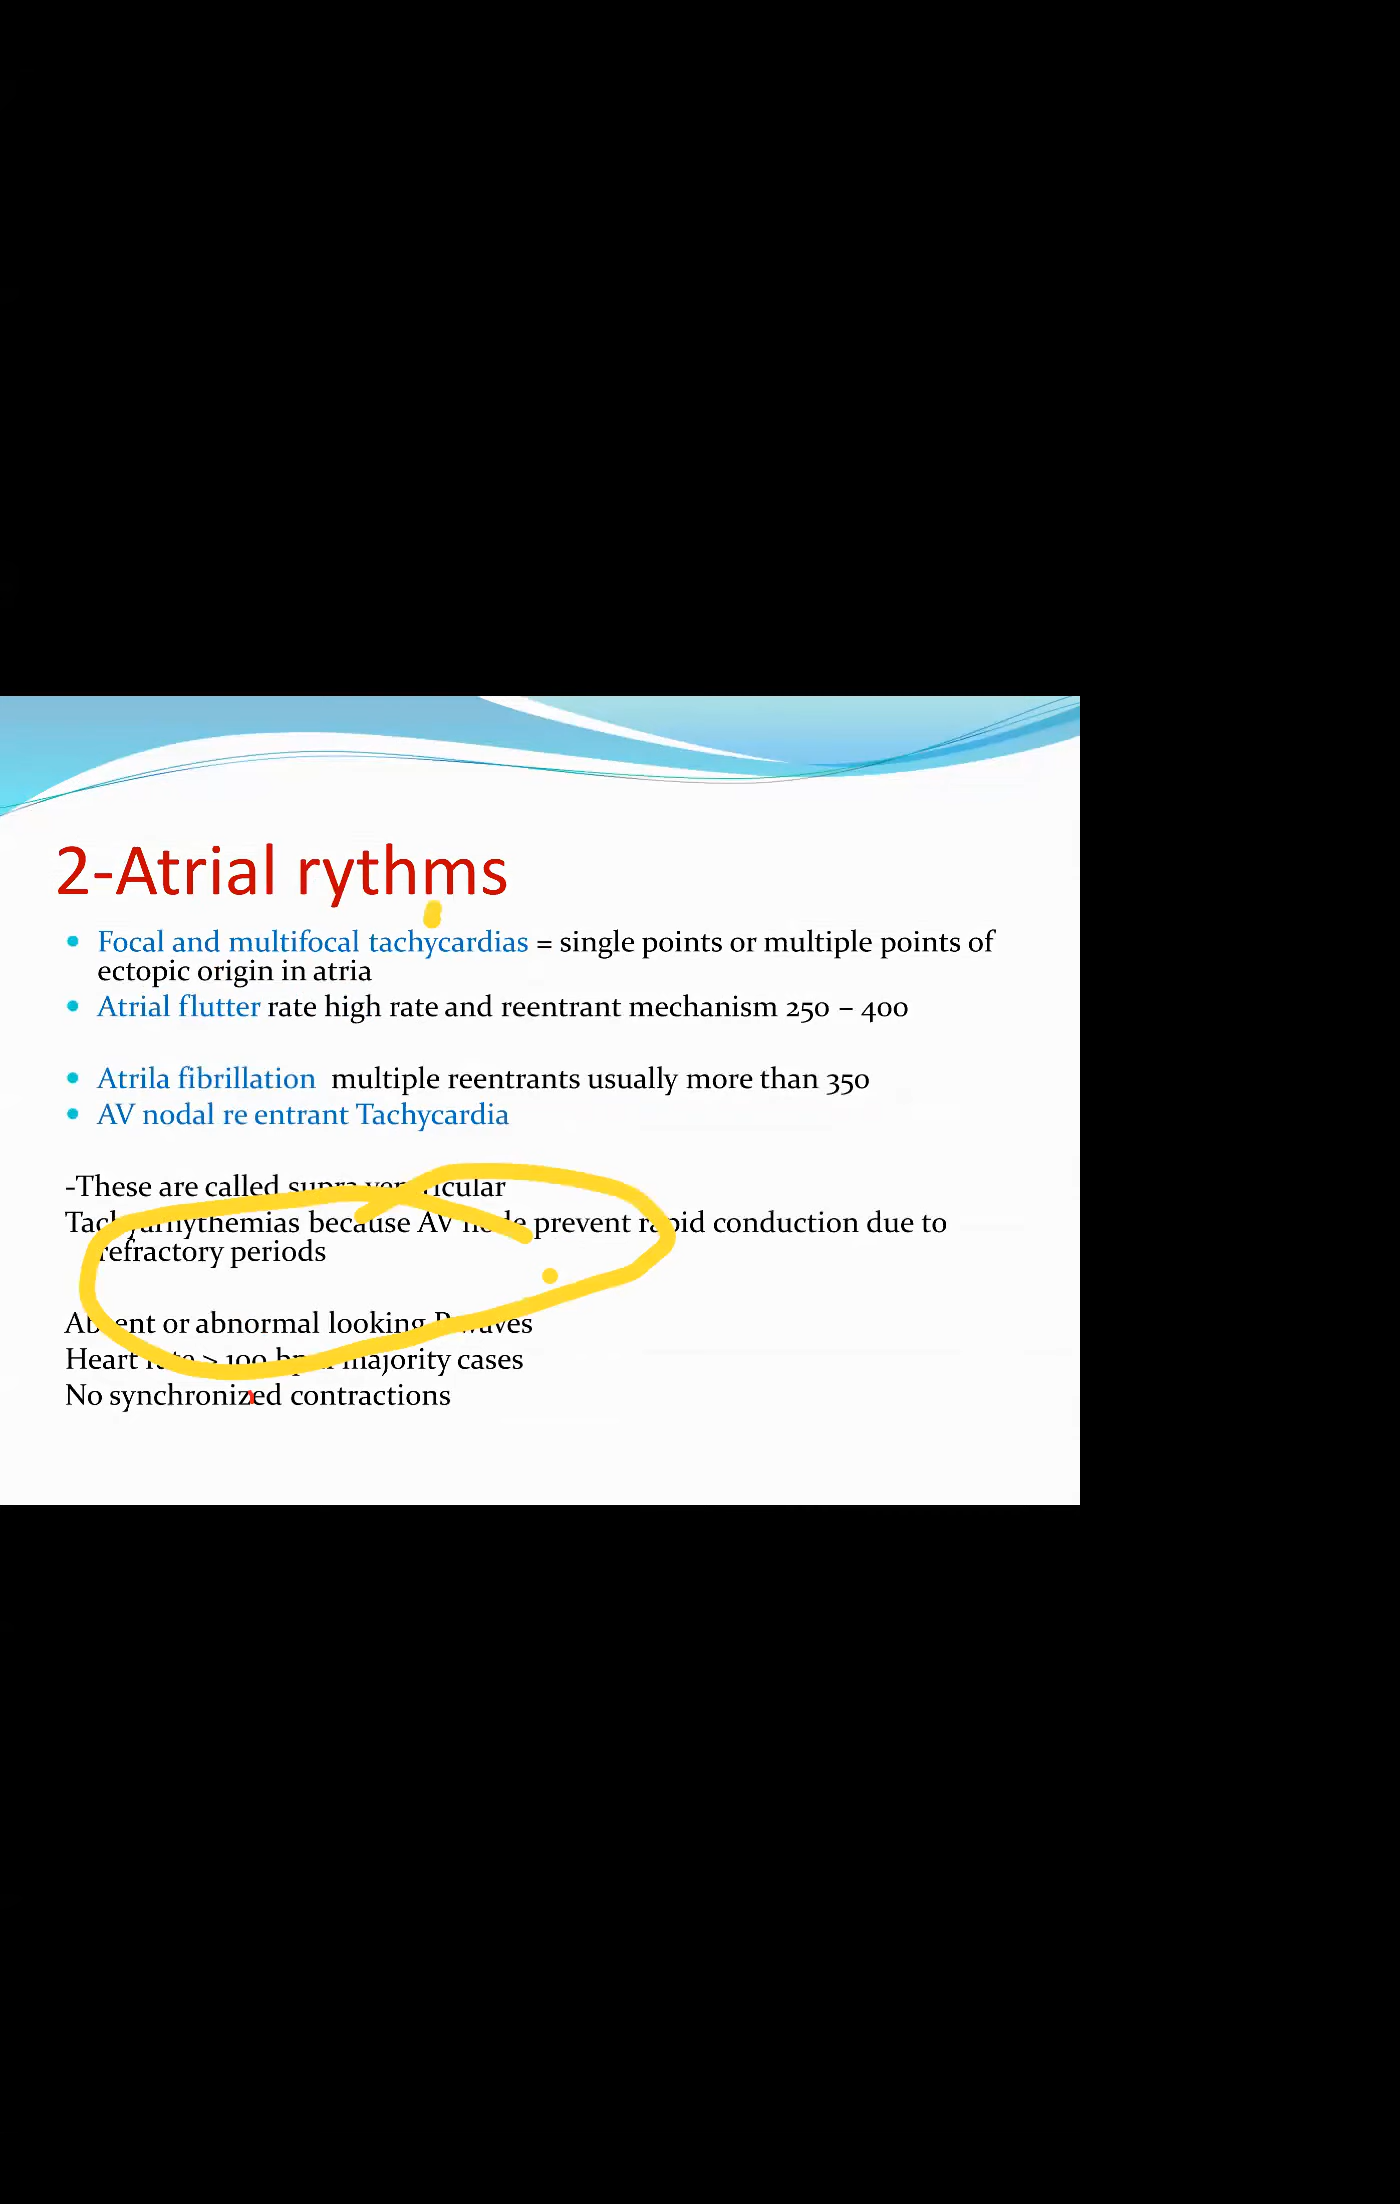 2-Atrial rythms
Focal and multifocal tachycardias = single points or multiple points of
ectopic origin in atria
Atrial flutter rate high rate and reentrant mechanism 250 – 400
Atrila fibrillation multiple reentrants usually more than 350
AV nodal re entrant Tachycardia
-These are called supra ventricular
Tachyarhythemias because AV node prevent rapid conduction due to
refractory periods
Absent or abnormal looking P waves
Heart rate > 100 bpm majority cases
No synchronized contractions